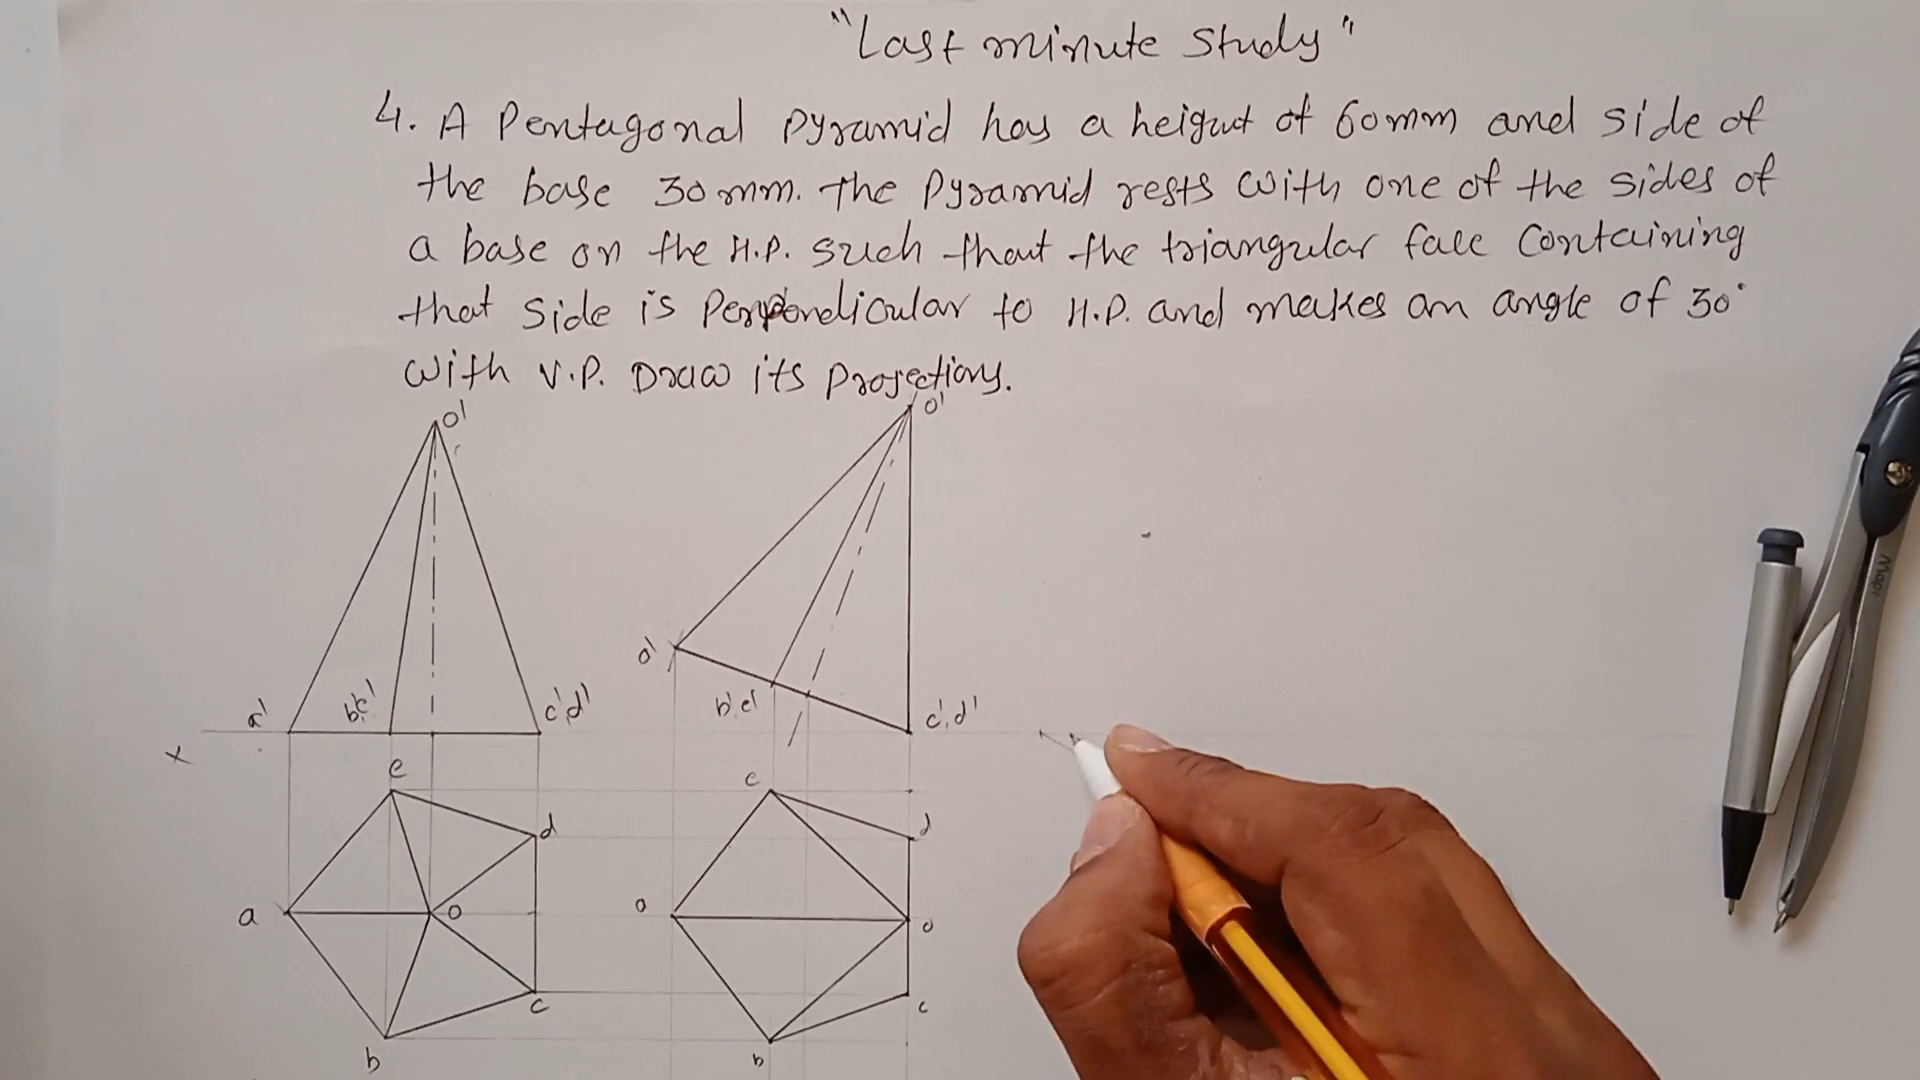 "Last minute study"
4. A Pentagonal pyramid has a height of 60mm and side of
the base 30mm. The Pyramid rests with one of the sides of
a base on the H.P. such that the triangular face containing
that side is Perpendicular to H.P. and makes an angle of 30°
with V.P. Draw its projections.
o' o'
a' b',e' c',d'
a' b',e' c',d'
x
e d a o c b
e d a o c b
Mapr